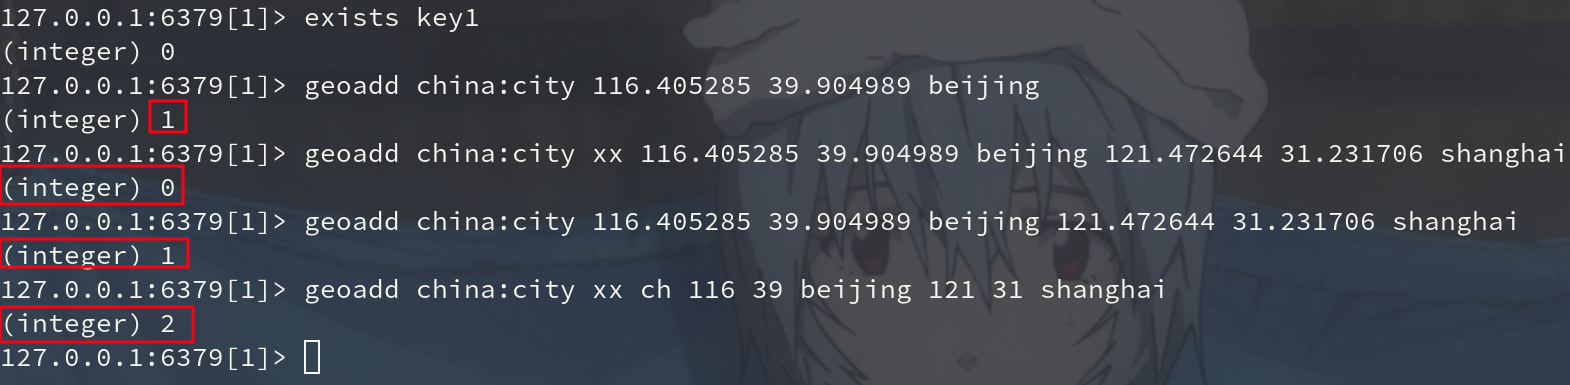 127.0.0.1:6379[1]> exists key1
(integer) 0
127.0.0.1:6379[1]> geoadd china:city 116.405285 39.904989 beijing
(integer) 1
127.0.0.1:6379[1]> geoadd china:city xx 116.405285 39.904989 beijing 121.472644 31.231706 shanghai
(integer) 0
127.0.0.1:6379[1]> geoadd china:city 116.405285 39.904989 beijing 121.472644 31.231706 shanghai
(integer) 1
127.0.0.1:6379[1]> geoadd china:city xx ch 116 39 beijing 121 31 shanghai
(integer) 2
127.0.0.1:6379[1]>